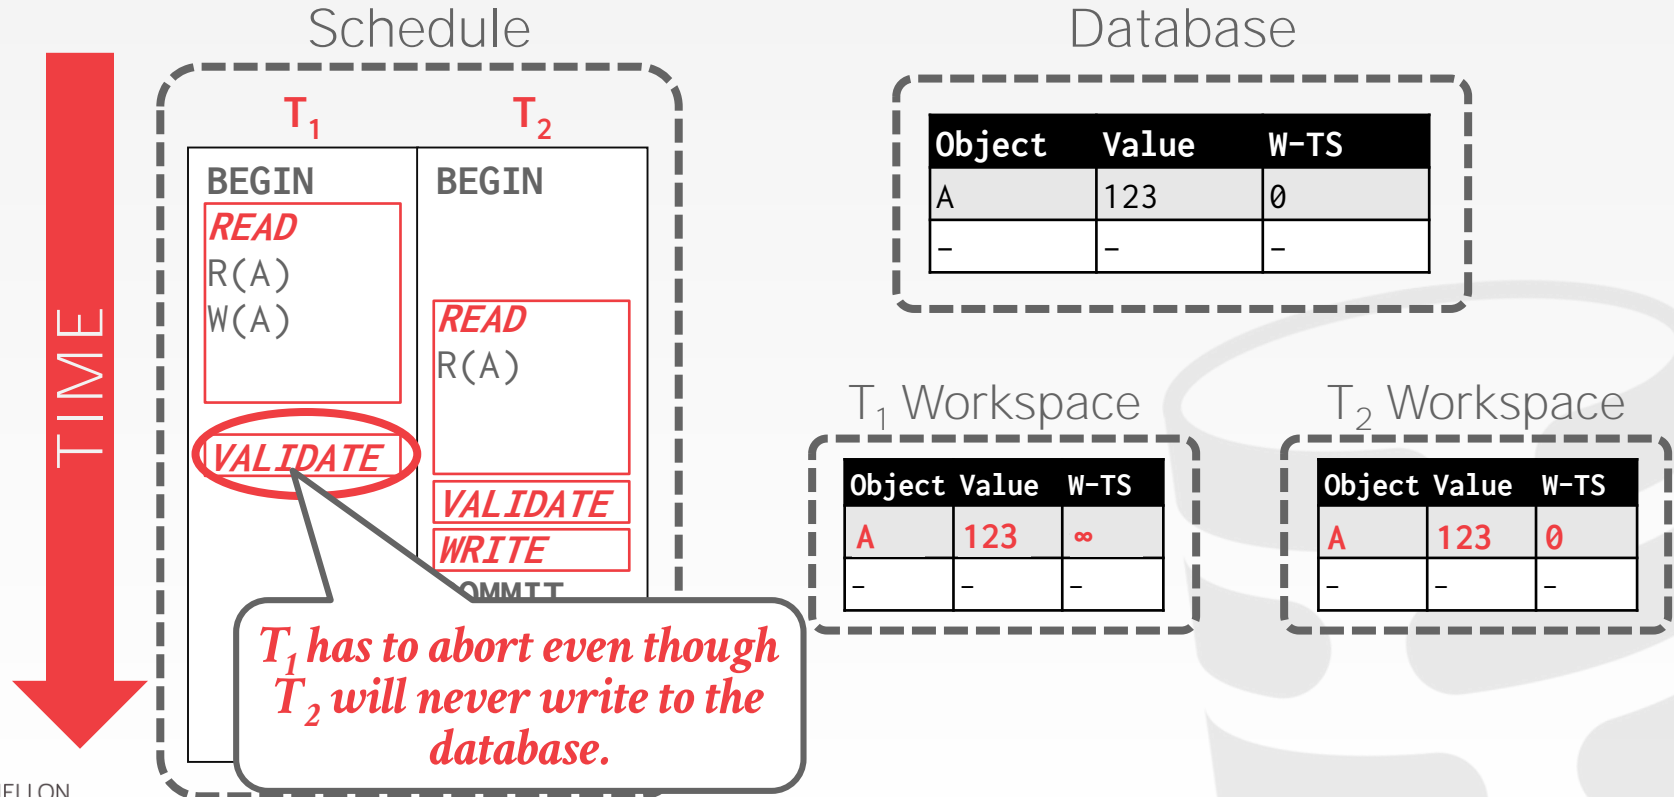 Schedule
Database
TIME
T₁ T₂
BEGIN BEGIN
READ
R(A)
W(A)
READ
R(A)
VALIDATE
VALIDATE
WRITE
T₁ has to abort even though
T₂ will never write to the
database.
Object Value W-TS
A 123 0
– – –
T₁ Workspace
Object Value W-TS
A 123 ∞
– – –
T₂ Workspace
Object Value W-TS
A 123 0
– – –